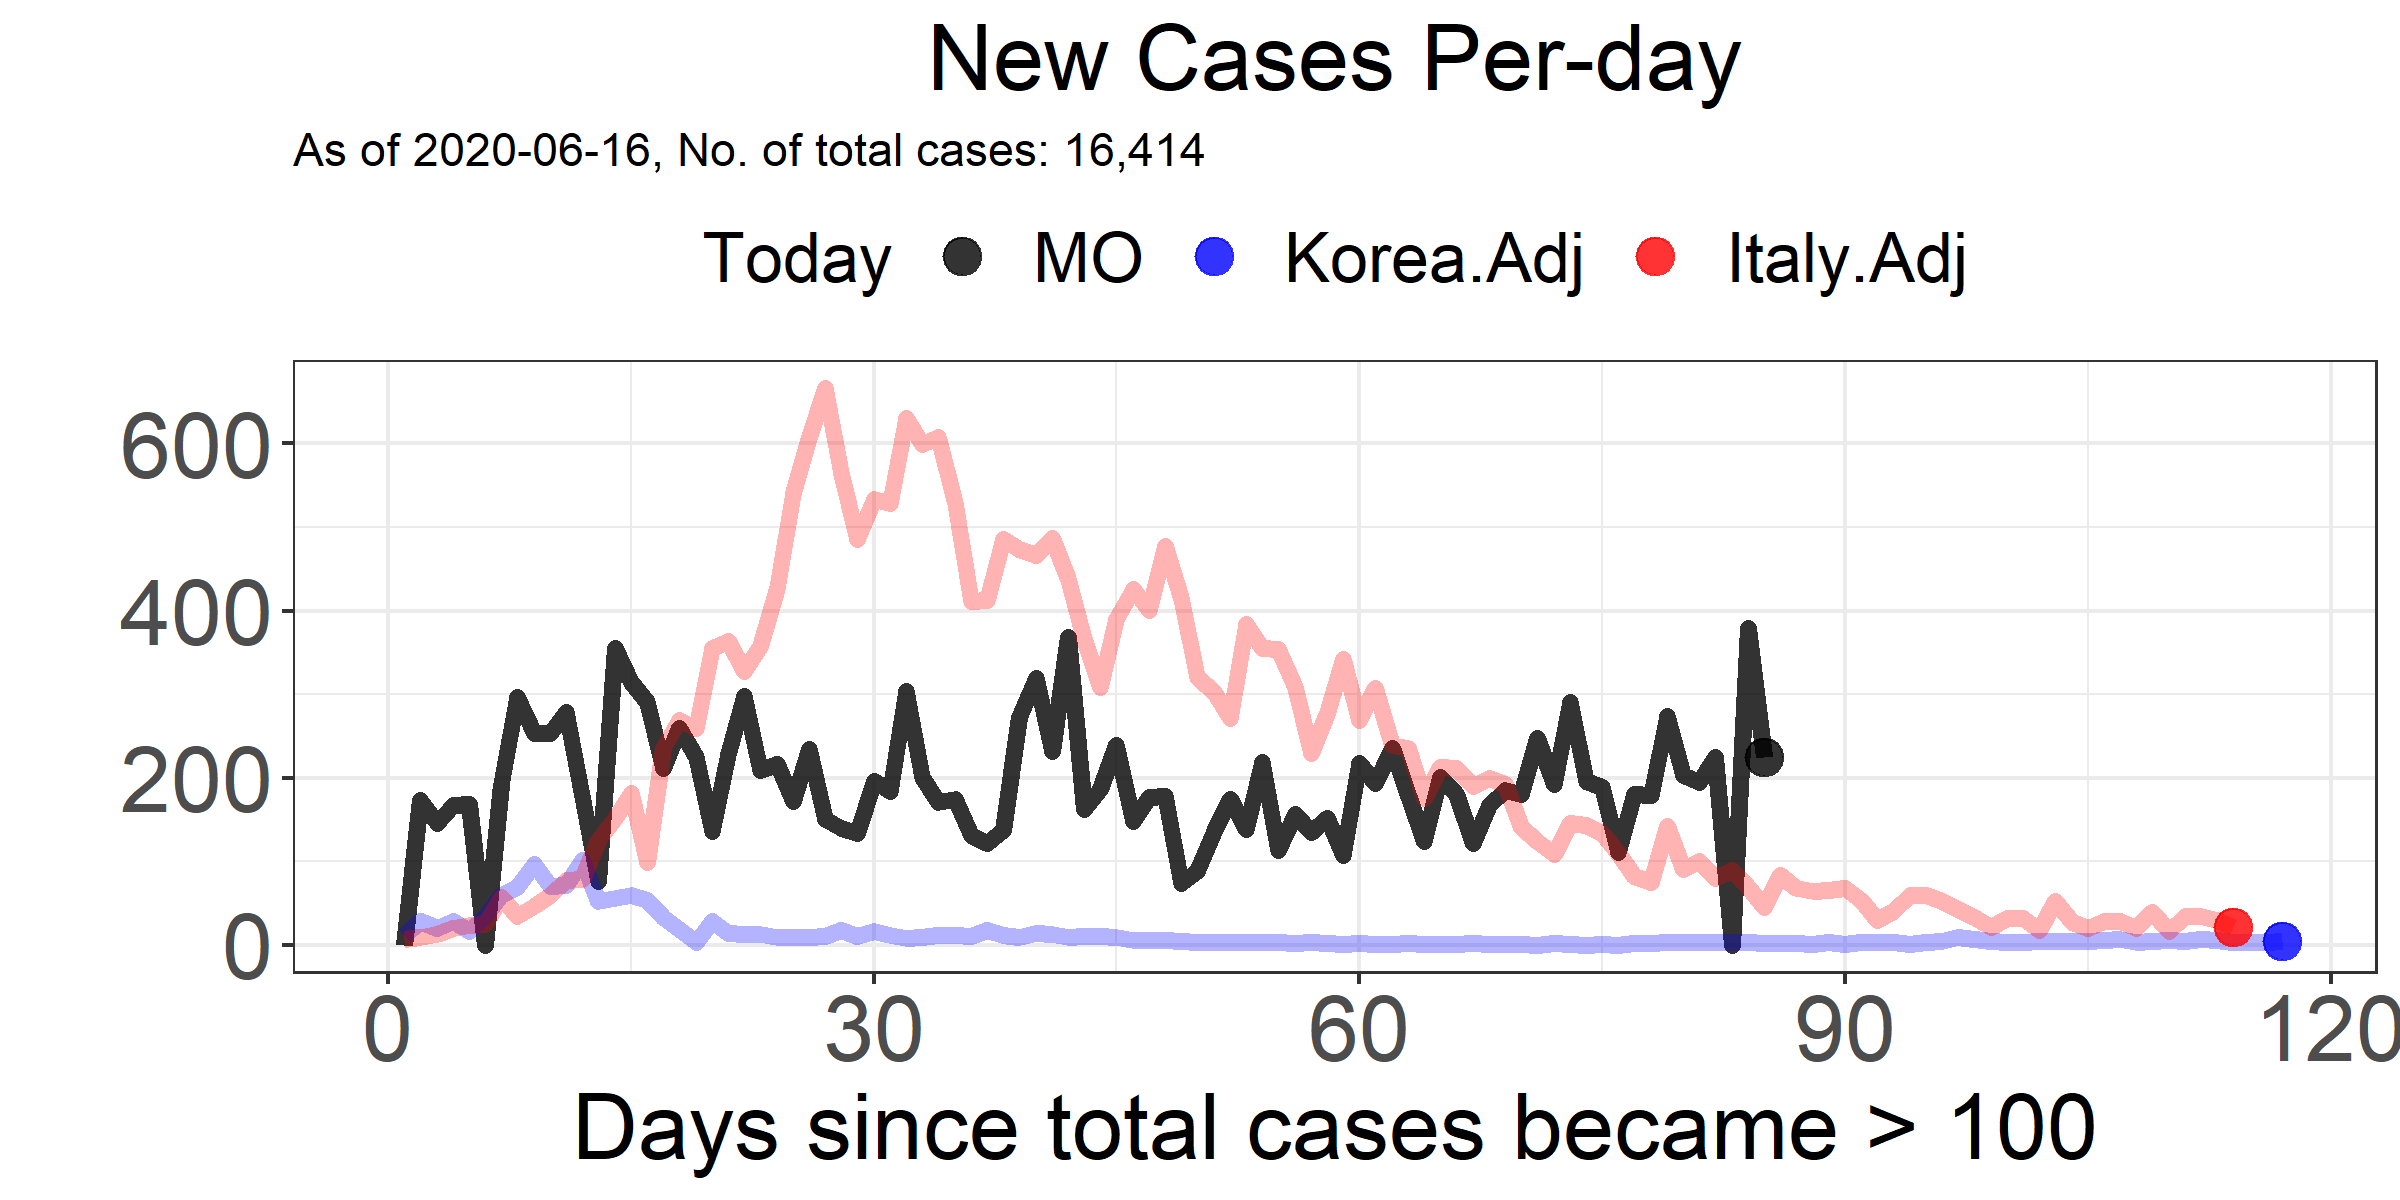 New Cases Per-day
As of 2020-06-16, No. of total cases: 16,414
Today MO Korea.Adj Italy.Adj
600
400
200
0
0 30 60 90 120
Days since total cases became > 100